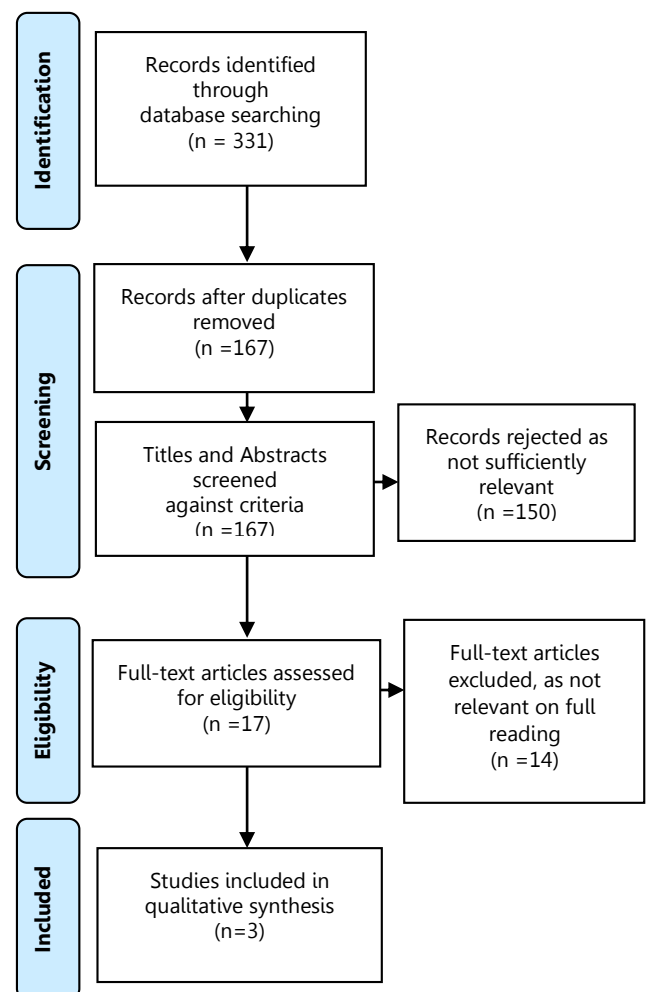 Identification
Records identified
through
database searching
(n = 331)
Screening
Records after duplicates
removed
(n =167)
Titles and Abstracts
screened
against criteria
(n =167)
Records rejected as
not sufficiently
relevant
(n =150)
Eligibility
Full-text articles assessed
for eligibility
(n =17)
Full-text articles
excluded, as not
relevant on full
reading
(n =14)
Included
Studies included in
qualitative synthesis
(n=3)